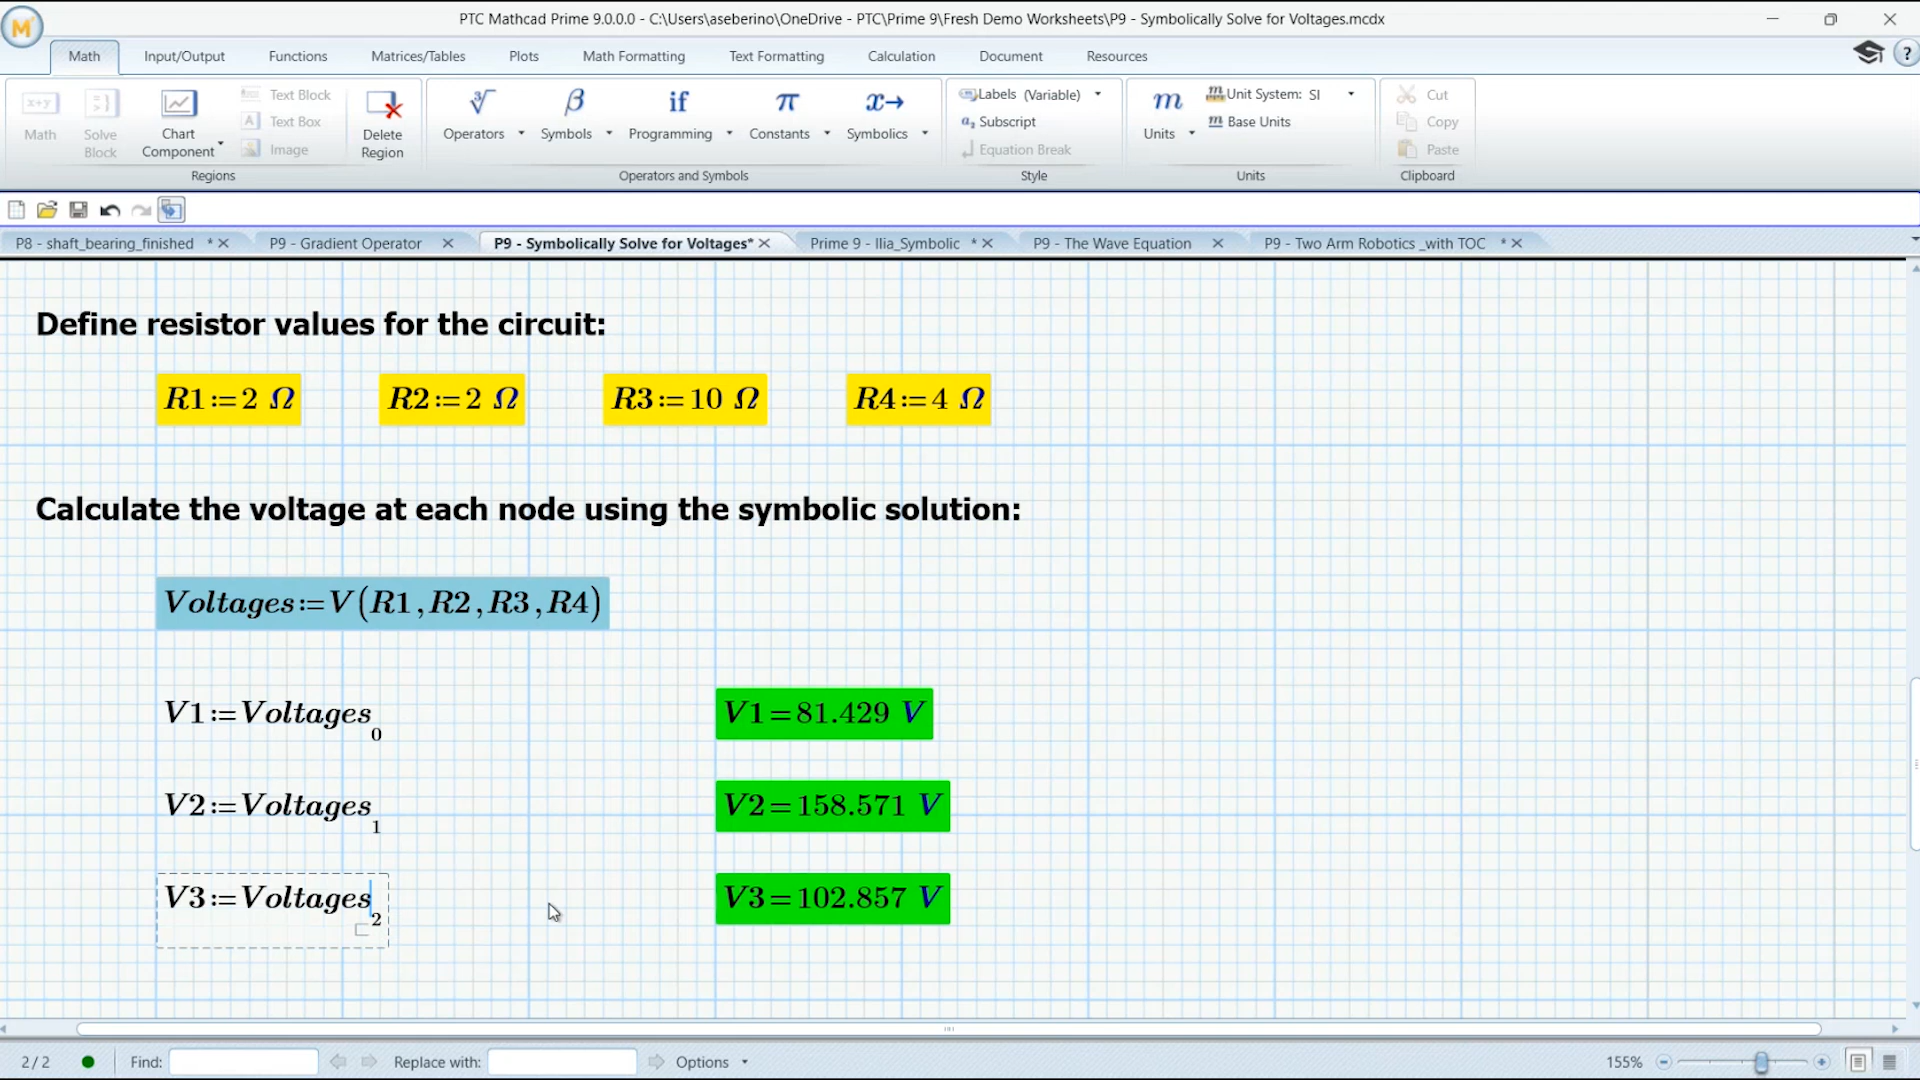 PTC Mathcad Prime 9.0.0.0 - C:\Users\aseberino\OneDrive - PTC\Prime 9\Fresh Demo Worksheets\P9 - Symbolically Solve for Voltages.mcdx
Math Input/Output Functions Matrices/Tables Plots Math Formatting Text Formatting Calculation Document Resources
Math
Solve Block
Chart Component
Text Block
Text Box
Image
Delete Region
Regions
Operators
Symbols
if Programming
π Constants
x→ Symbolics
Operators and Symbols
Labels (Variable)
Subscript
Equation Break
Style
m Units
Unit System: SI
Base Units
Units
Cut
Copy
Paste
Clipboard
P8 - shaft_bearing_finished *
P9 - Gradient Operator
P9 - Symbolically Solve for Voltages*
Prime 9 - Ilia_Symbolic *
P9 - The Wave Equation
P9 - Two Arm Robotics _with TOC *
Define resistor values for the circuit:
R1:=2 Ω R2:=2 Ω R3:=10 Ω R4:=4 Ω
Calculate the voltage at each node using the symbolic solution:
Voltages:=V(R1,R2,R3,R4)
V1:=Voltages₀ V1=81.429 V
V2:=Voltages₁ V2=158.571 V
V3:=Voltages₂ V3=102.857 V
2 / 2 Find: Replace with: Options 155%